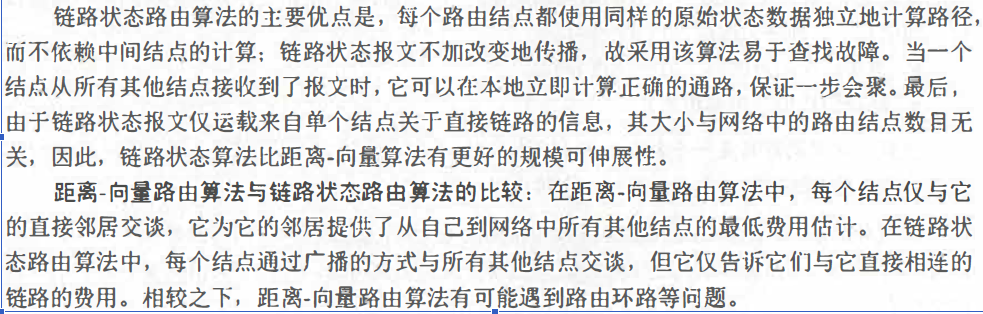 链路状态路由算法的主要优点是，每个路由结点都使用同样的原始状态数据独立地计算路径，
而不依赖中间结点的计算；链路状态报文不加改变地传播，故采用该算法易于查找故障。当一个
结点从所有其他结点接收到了报文时，它可以在本地立即计算正确的通路，保证一步会聚。最后，
由于链路状态报文仅运载来自单个结点关于直接链路的信息，其大小与网络中的路由结点数目无
关，因此，链路状态算法比距离-向量算法有更好的规模可伸展性。
距离-向量路由算法与链路状态路由算法的比较：在距离-向量路由算法中，每个结点仅与它
的直接邻居交谈，它为它的邻居提供了从自己到网络中所有其他结点的最低费用估计。在链路状
态路由算法中，每个结点通过广播的方式与所有其他结点交谈，但它仅告诉它们与它直接相连的
链路的费用。相较之下，距离-向量路由算法有可能遇到路由环路等问题。